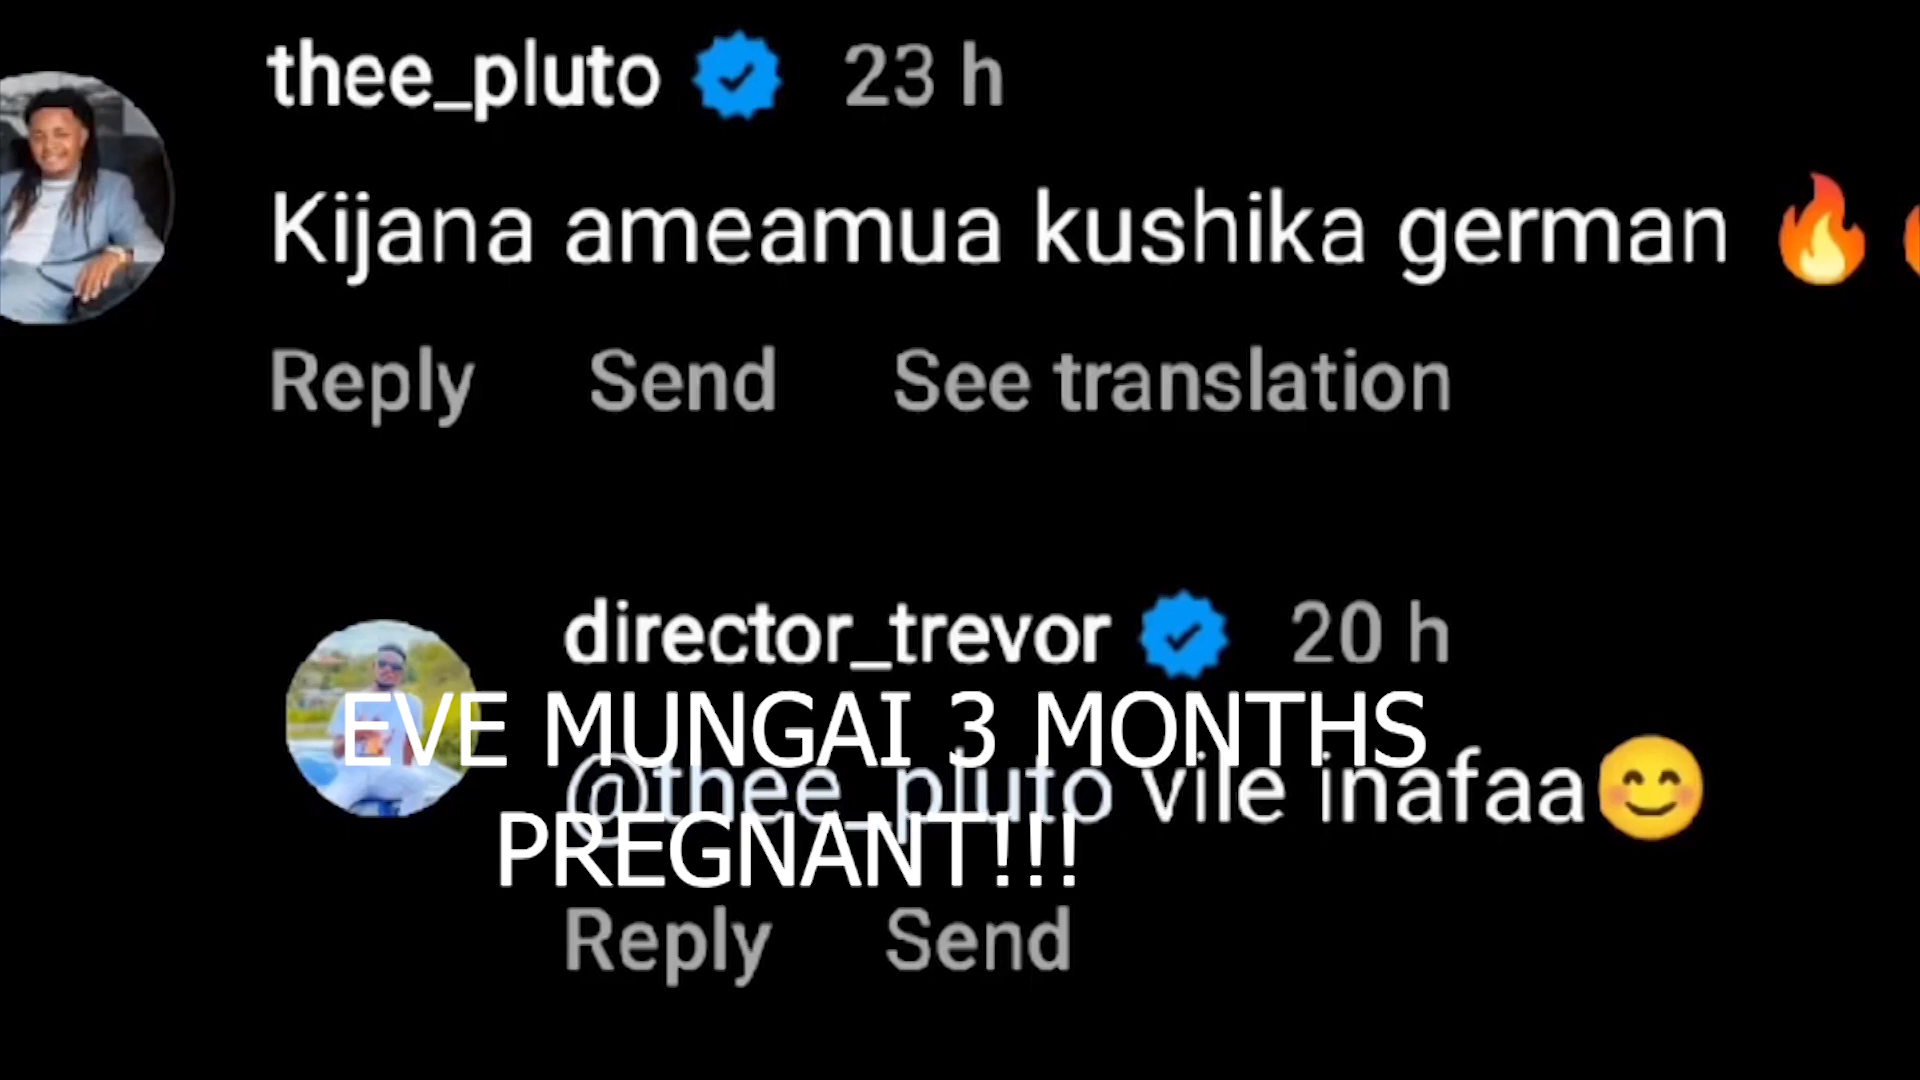 thee_pluto 23 h
Kijana ameamua kushika german 🔥
Reply Send See translation
director_trevor 20 h
EVE MUNGAI 3 MONTHS
@thee_pluto vile inafaa😊
PREGNANT!!!
Reply Send